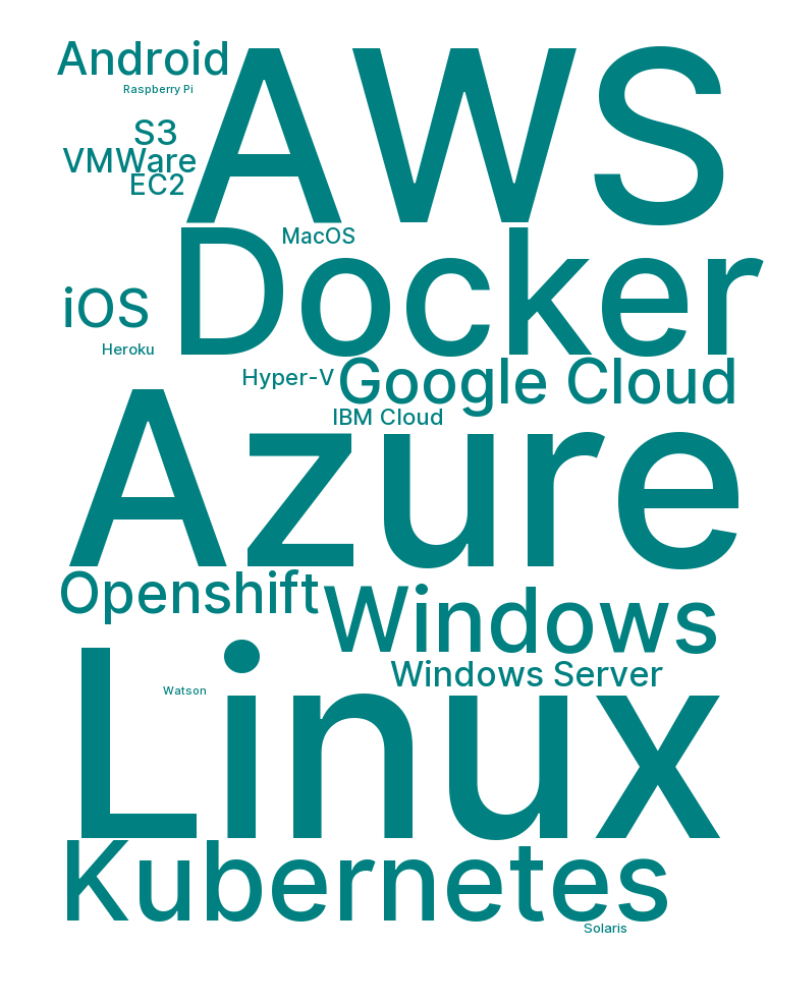 Android
AWS
Raspberry Pi
S3
VMWare
EC2
Docker
MacOS
iOS
Heroku
Hyper-V
Google Cloud
IBM Cloud
Azure
Openshift
Windows
Windows Server
Linux
Watson
Kubernetes
Solaris